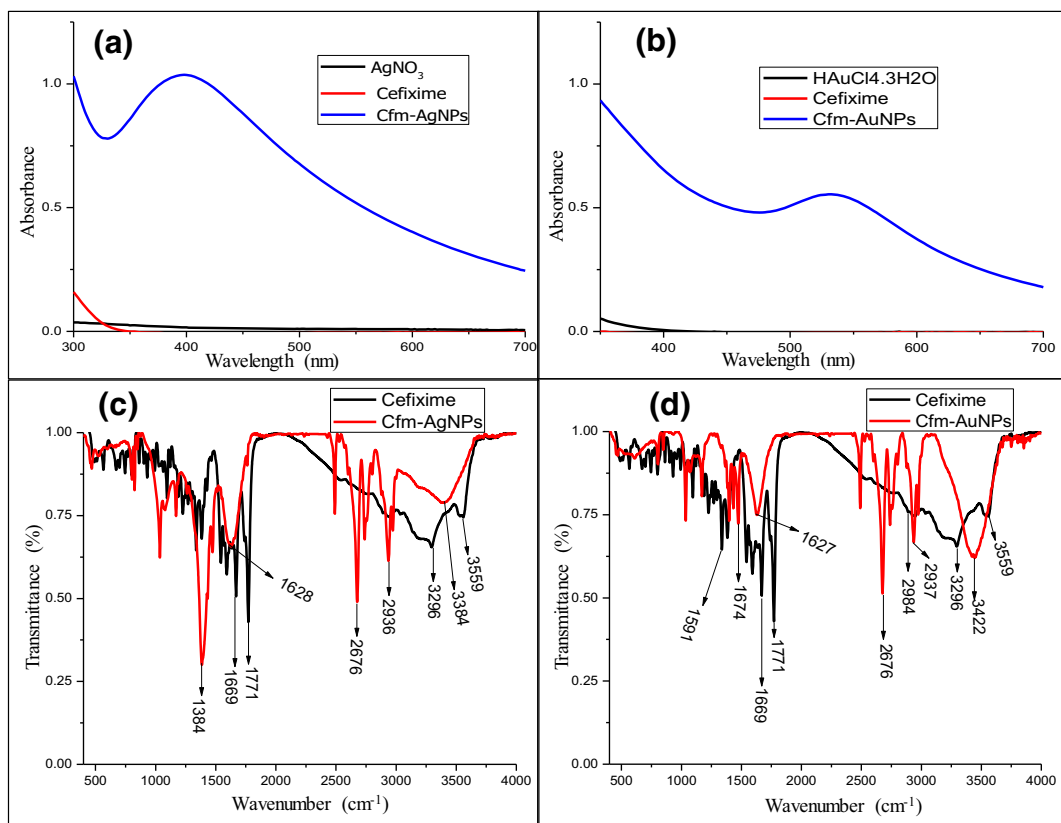 (a)
AgNO3
Cefixime
Cfm-AgNPs
1.0
0.5
0.0
Absorbance
300
400
500
600
700
Wavelength (nm)
(b)
HAuCl4.3H2O
Cefixime
Cfm-AuNPs
1.0
0.5
0.0
Absorbance
400
500
600
700
Wavelength (nm)
(c)
Cefixime
Cfm-AgNPs
1.00
0.75
0.50
0.25
0.00
Transmittance (%)
1384
1669
1771
1628
2676
2936
3296
3384
3559
500
1000
1500
2000
2500
3000
3500
4000
Wavenumber (cm-1)
(d)
Cefixime
Cfm-AuNPs
1.00
0.75
0.50
0.25
0.00
Transmittance (%)
1591
1674
1669
1771
1627
2676
2984
2937
3296
3422
3559
500
1000
1500
2000
2500
3000
3500
4000
Wavenumber (cm-1)